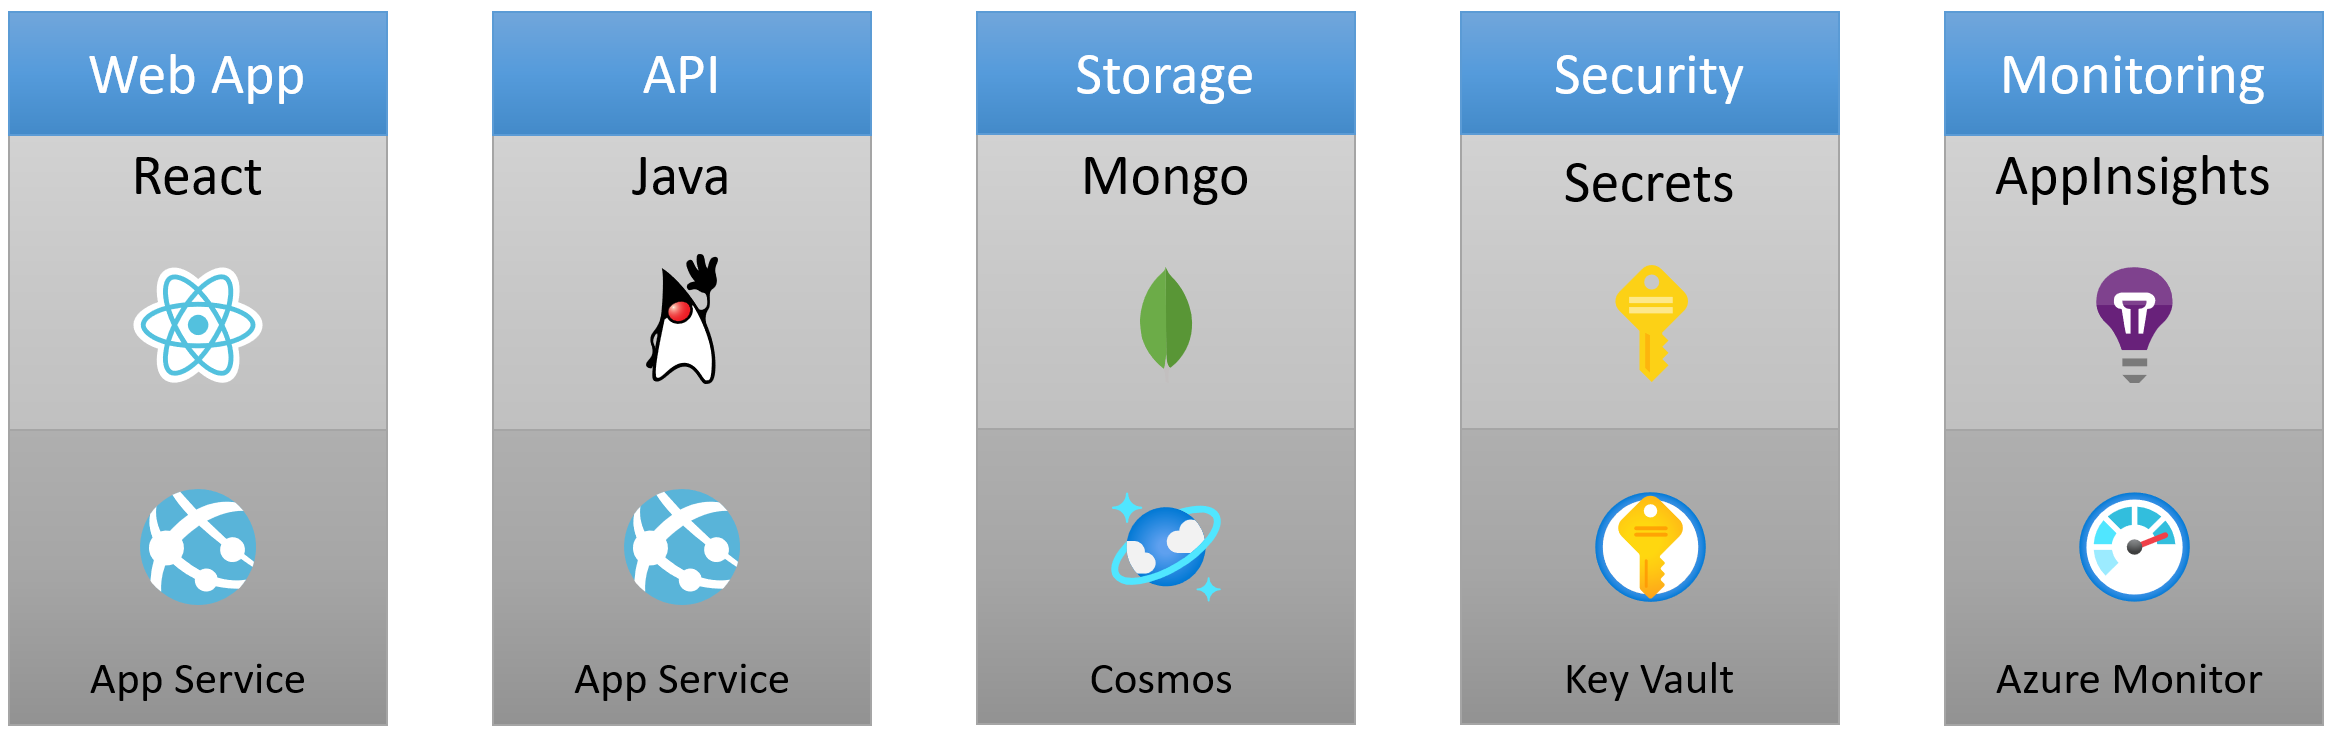 Web App
React
App Service
API
Java
App Service
Storage
Mongo
Cosmos
Security
Secrets
Key Vault
Monitoring
AppInsights
Azure Monitor